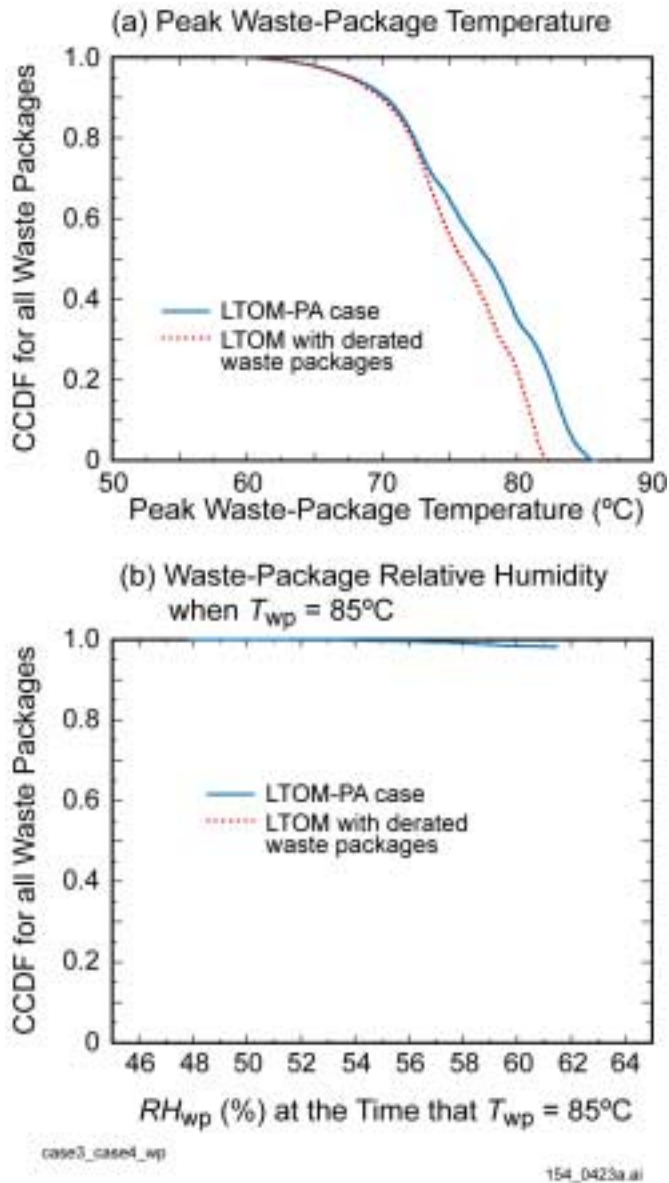 (a) Peak Waste-Package Temperature
CCDF for all Waste Packages
1.0
0.8
0.6
0.4
0.2
0
LTOM-PA case
LTOM with derated
waste packages
50 60 70 80 90
Peak Waste-Package Temperature (ºC)
(b) Waste-Package Relative Humidity
when Twp = 85ºC
CCDF for all Waste Packages
1.0
0.8
0.6
0.4
0.2
0
LTOM-PA case
LTOM with derated
waste packages
46 48 50 52 54 56 58 60 62 64
RHwp (%) at the Time that Twp = 85ºC
case3_case4_wp
154_0423a.ai